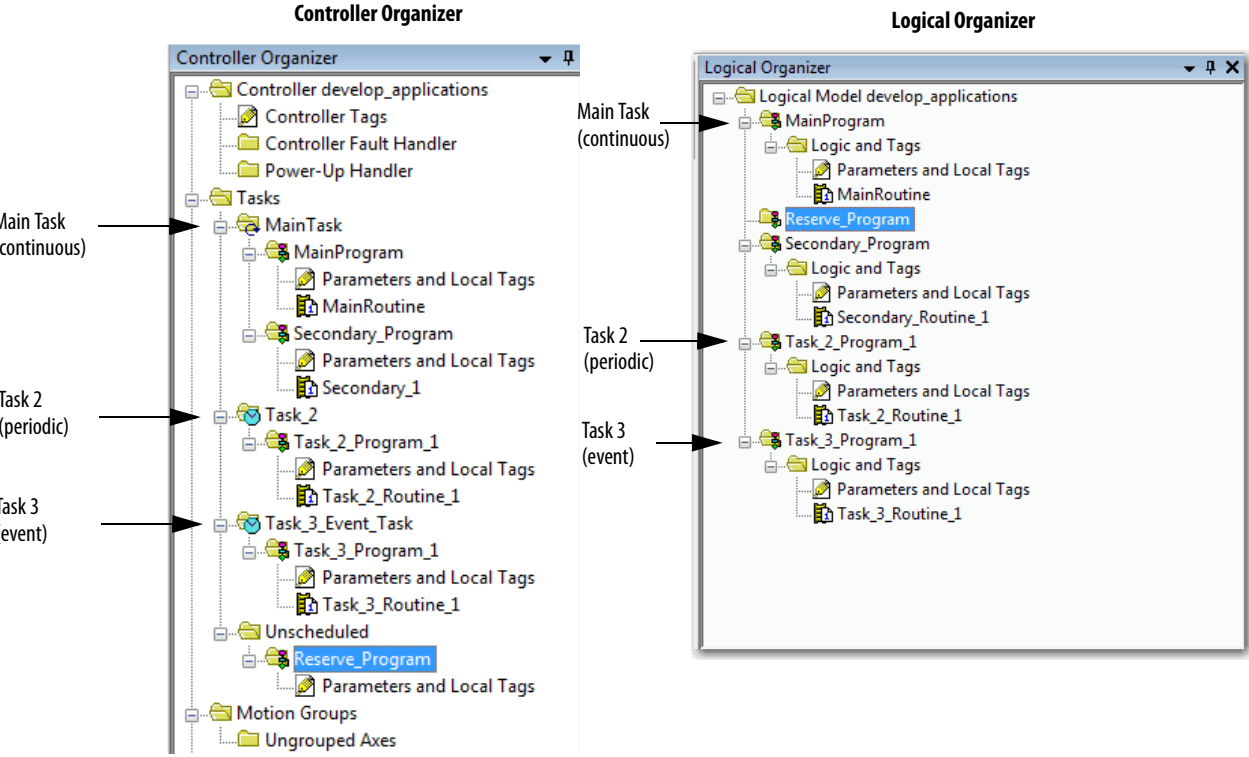 Controller Organizer
Controller Organizer
Controller develop_applications
Controller Tags
Controller Fault Handler
Power-Up Handler
Tasks
MainTask
MainProgram
Parameters and Local Tags
MainRoutine
Secondary_Program
Parameters and Local Tags
Secondary_1
Task_2
Task_2_Program_1
Parameters and Local Tags
Task_2_Routine_1
Task_3_Event_Task
Task_3_Program_1
Parameters and Local Tags
Task_3_Routine_1
Unscheduled
Reserve_Program
Parameters and Local Tags
Motion Groups
Ungrouped Axes
Main Task
(continuous)
Task 2
(periodic)
Task 3
(event)
Logical Organizer
Logical Organizer
Logical Model develop_applications
MainProgram
Logic and Tags
Parameters and Local Tags
MainRoutine
Reserve_Program
Secondary_Program
Logic and Tags
Parameters and Local Tags
Secondary_Routine_1
Task_2_Program_1
Logic and Tags
Parameters and Local Tags
Task_2_Routine_1
Task_3_Program_1
Logic and Tags
Parameters and Local Tags
Task_3_Routine_1
Main Task
(continuous)
Task 2
(periodic)
Task 3
(event)